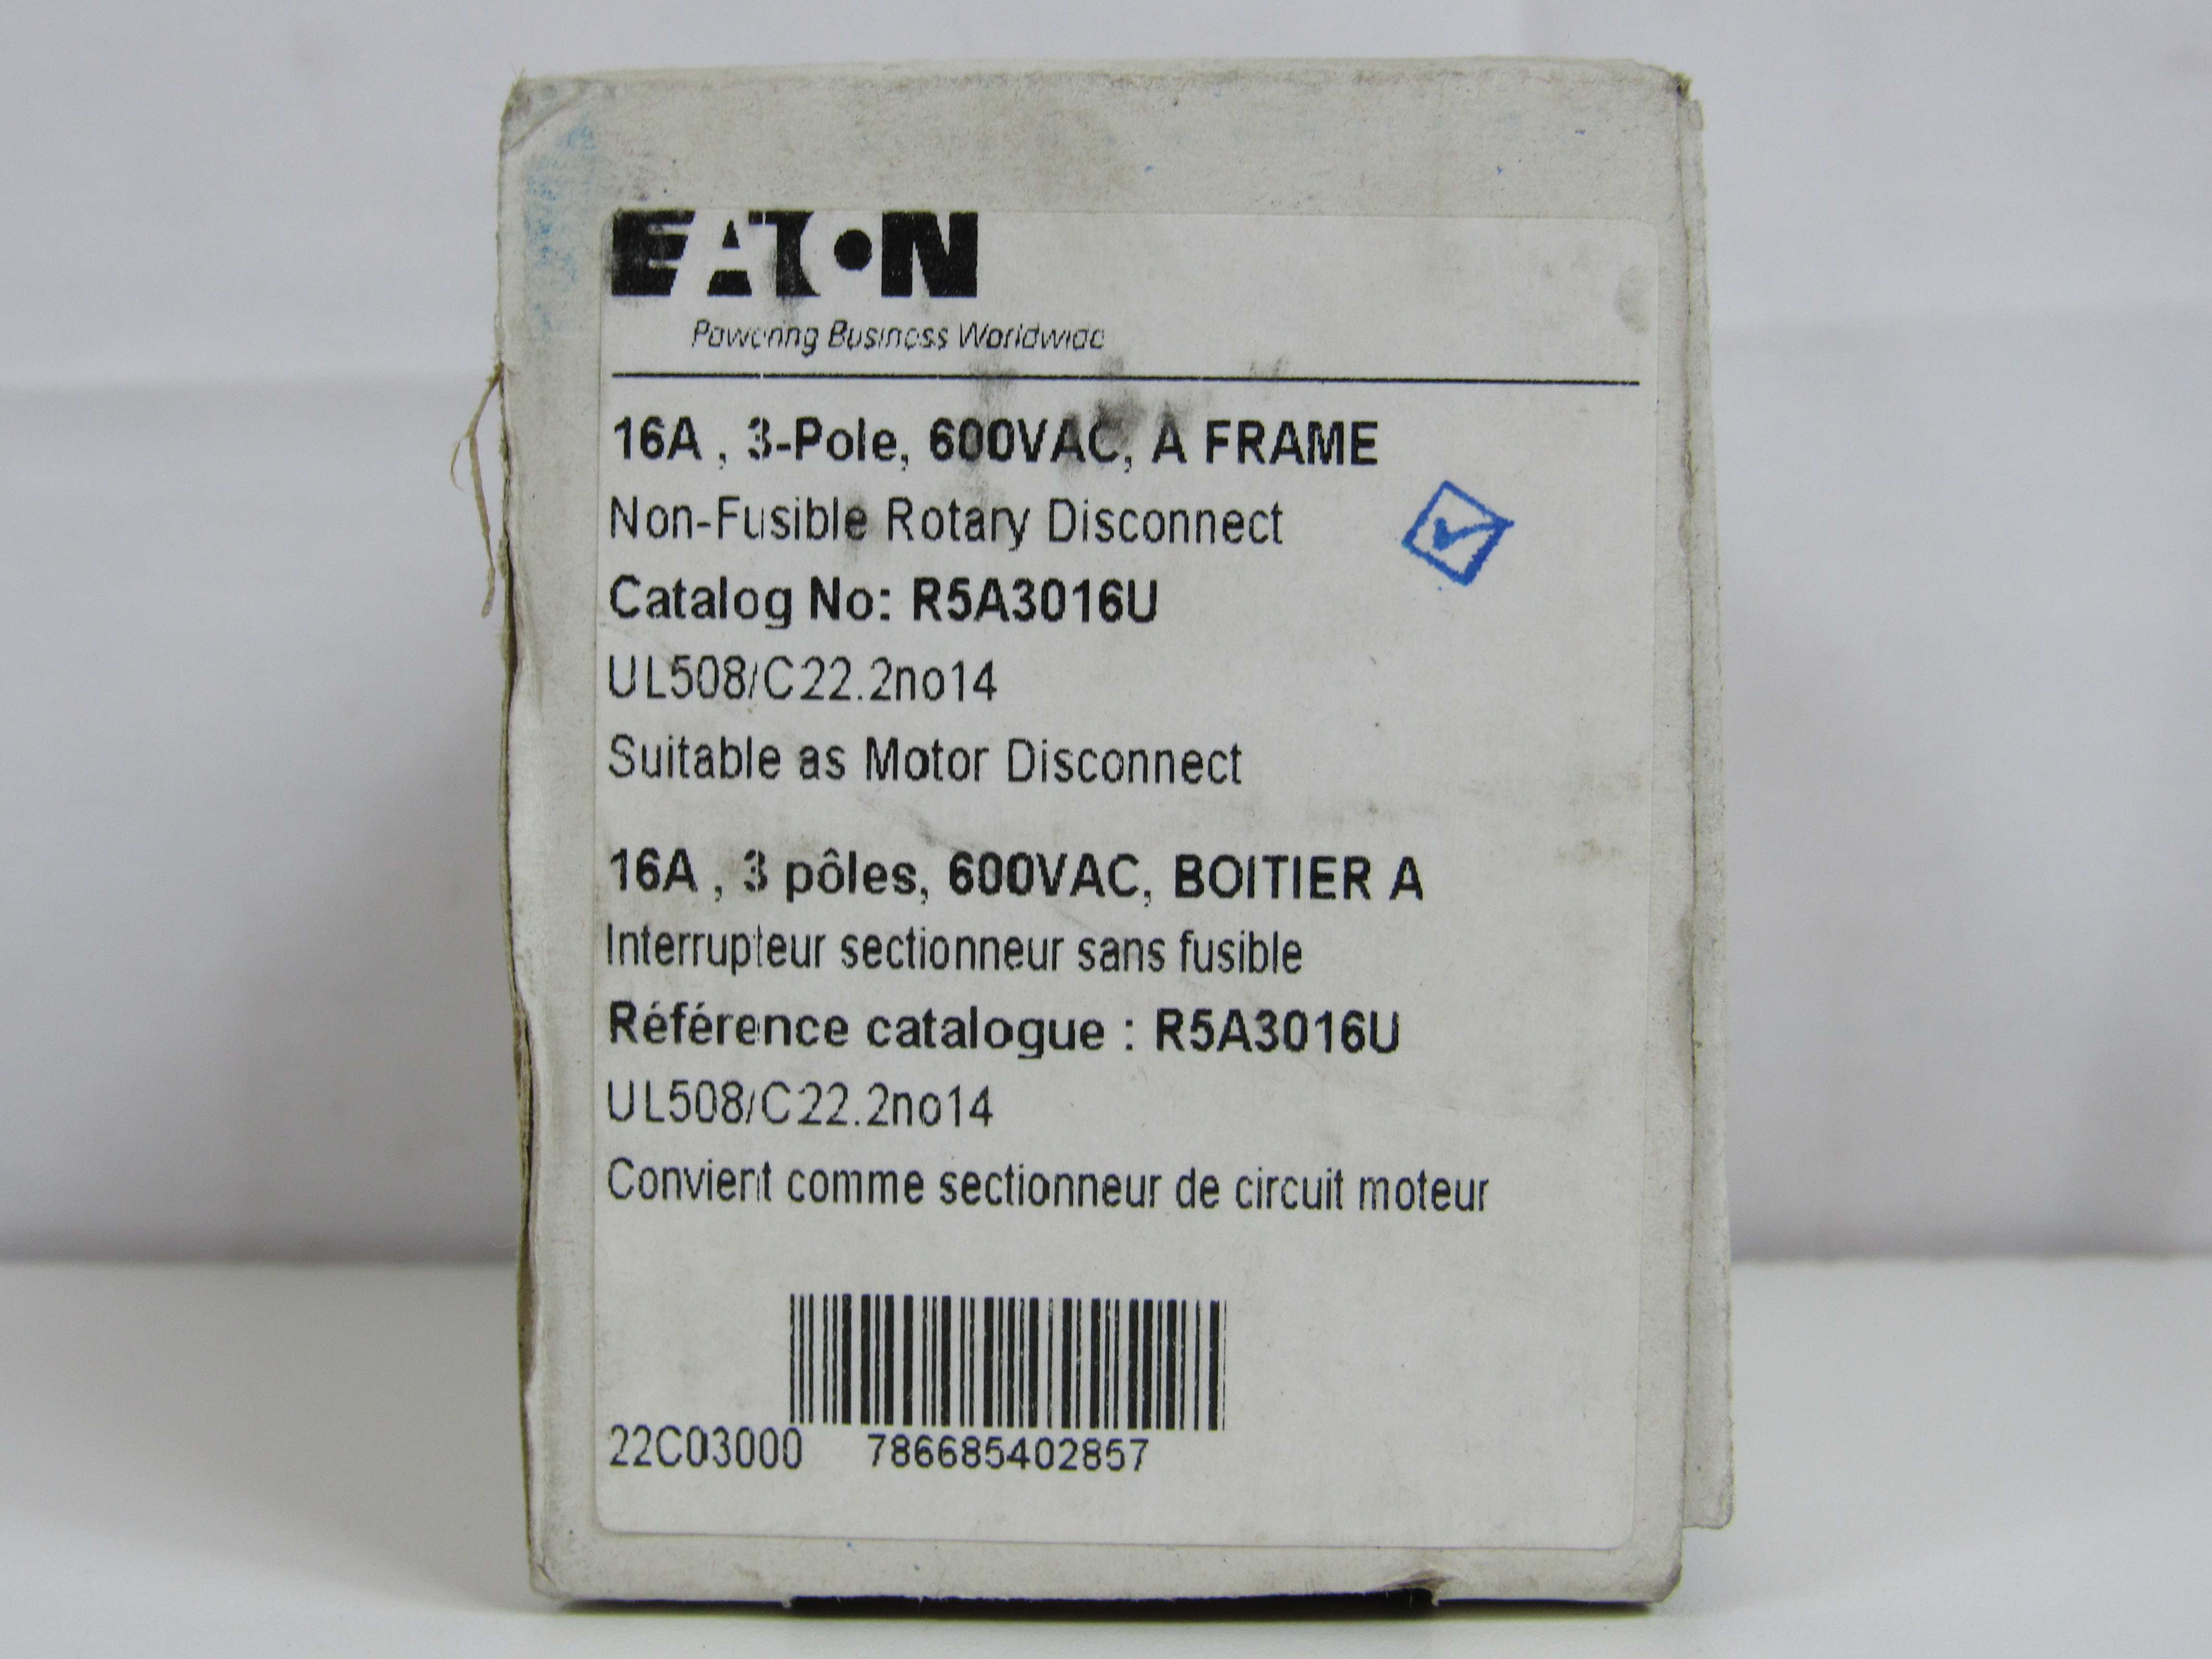 EATON
Powering Business Worldwide
16A , 3-Pole, 600VAC, A FRAME
Non-Fusible Rotary Disconnect
Catalog No: R5A3016U
UL508/C22.2no14
Suitable as Motor Disconnect
16A , 3 pôles, 600VAC, BOITIER A
Interrupteur sectionneur sans fusible
Référence catalogue : R5A3016U
UL508/C22.2no14
Convient comme sectionneur de circuit moteur
22C03000 786685402857